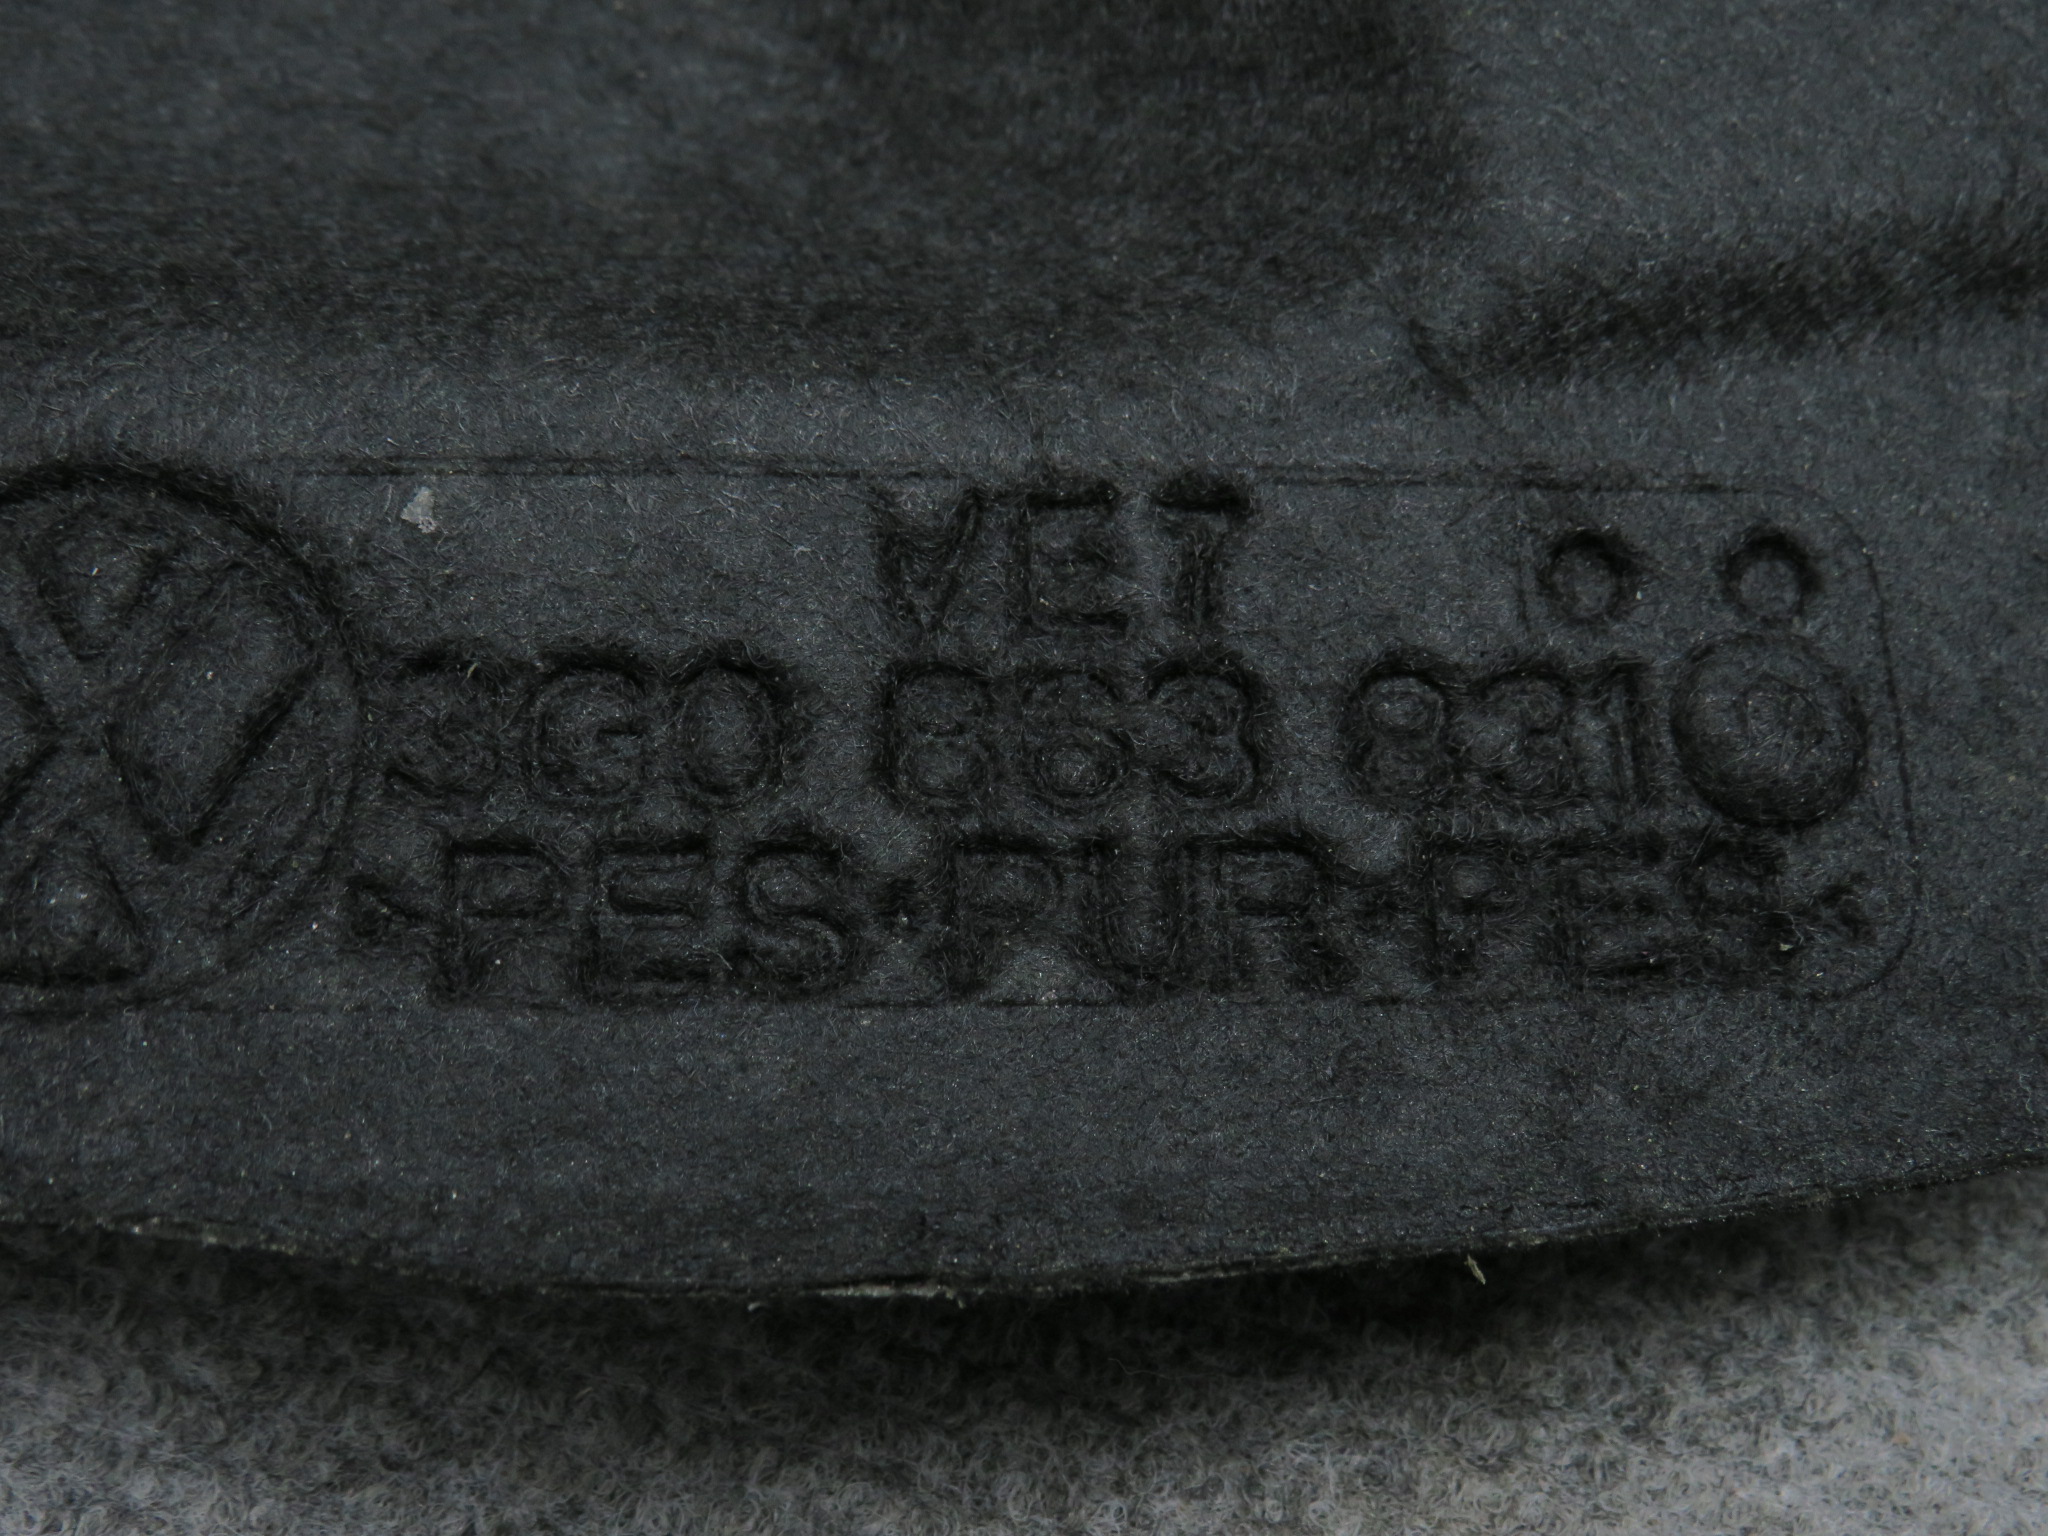 VET
3G0 863 831
>PES+PUR+PES<